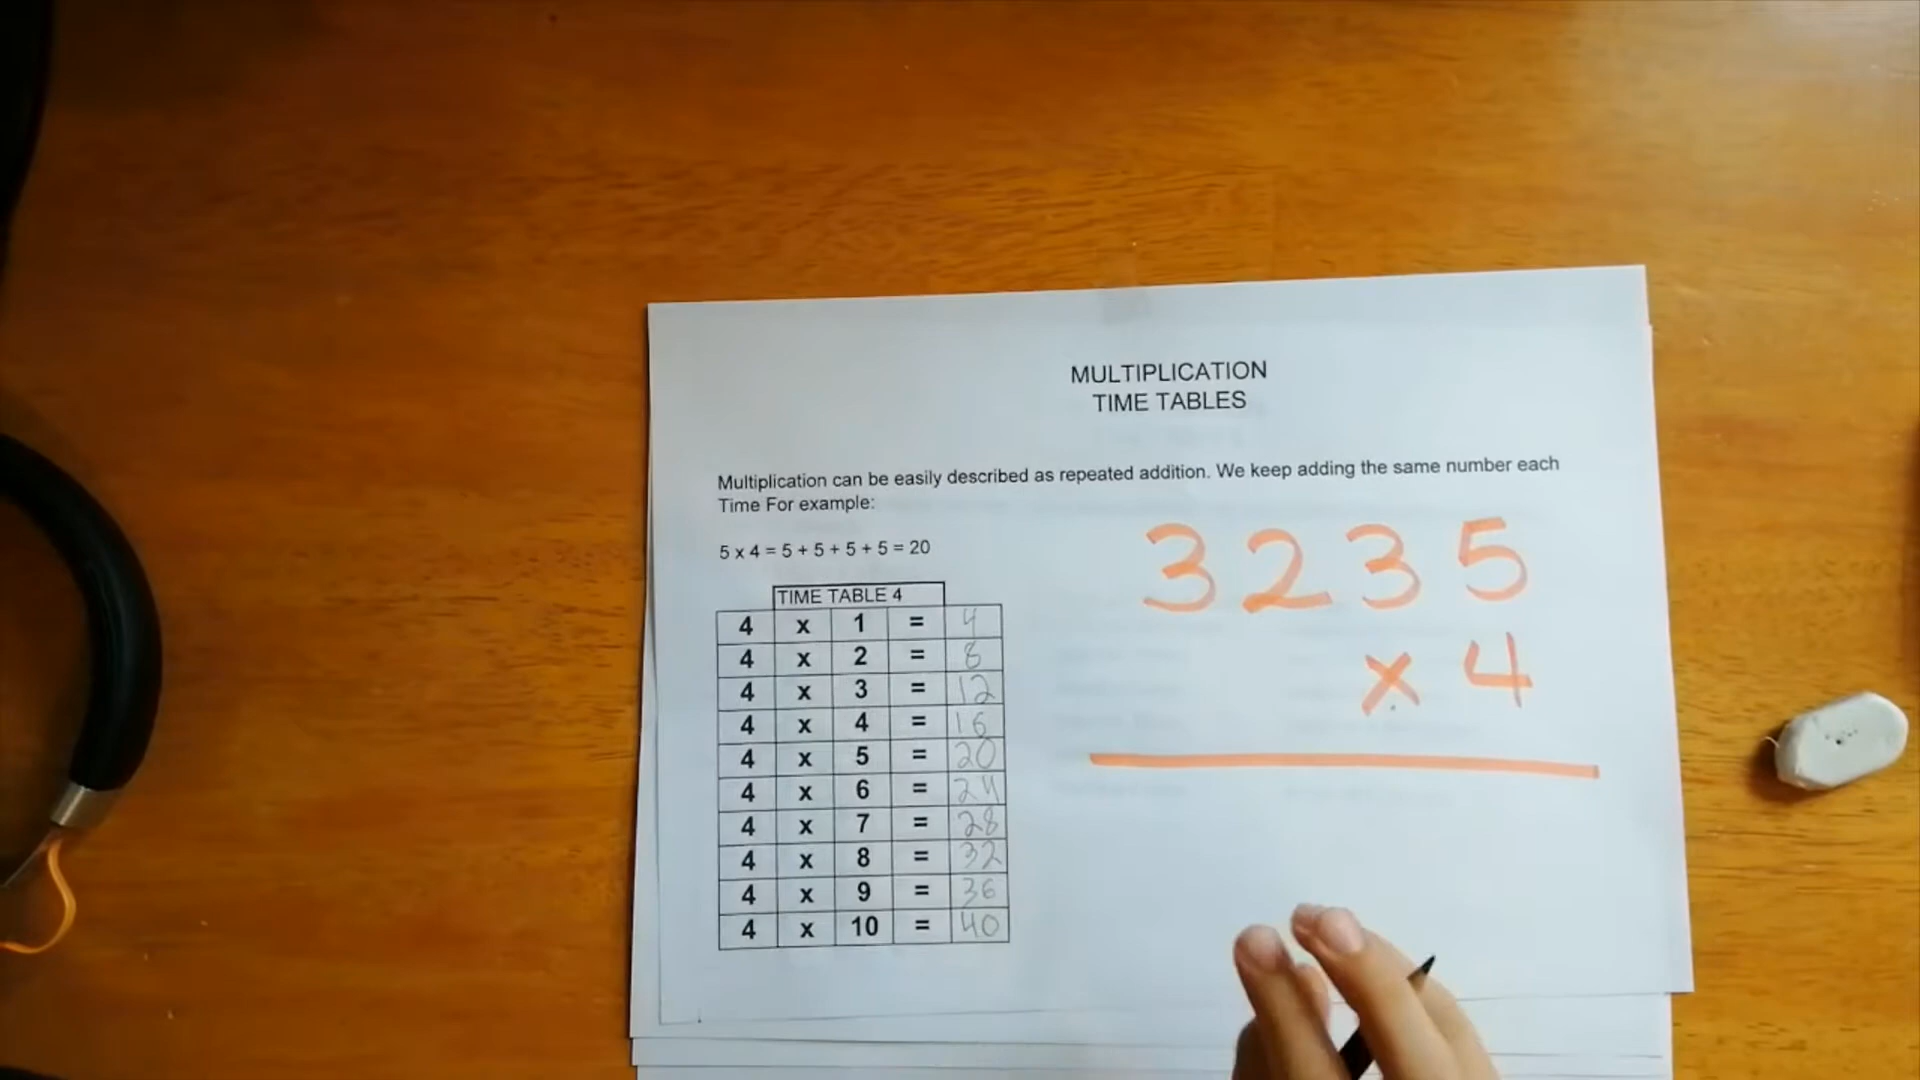 MULTIPLICATION
TIME TABLES
Multiplication can be easily described as repeated addition. We keep adding the same number each
Time For example:
5 x 4 = 5 + 5 + 5 + 5 = 20
TIME TABLE 4
4 x 1 = 4
4 x 2 = 8
4 x 3 = 12
4 x 4 = 16
4 x 5 = 20
4 x 6 = 24
4 x 7 = 28
4 x 8 = 32
4 x 9 = 36
4 x 10 = 40
3235
x 4